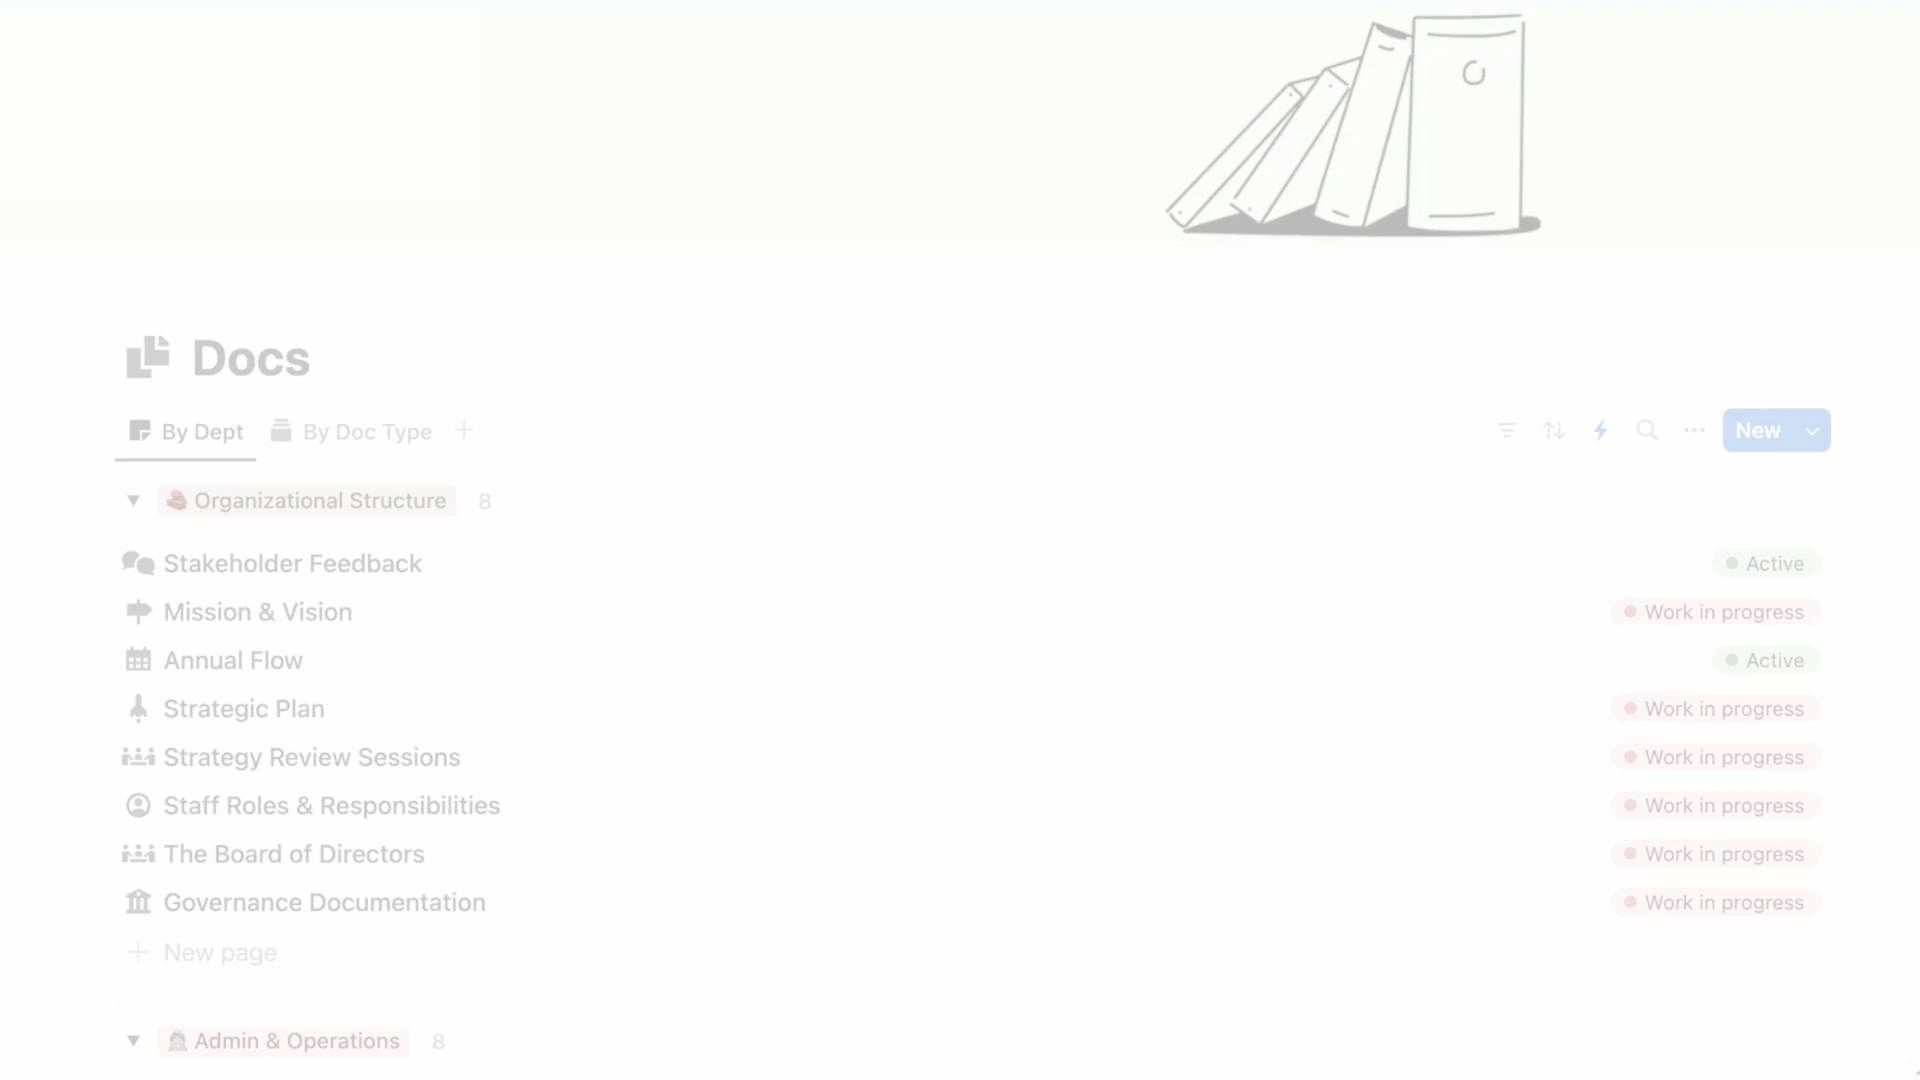 Docs
By Dept By Doc Type
New
Organizational Structure 8
Stakeholder Feedback Active
Mission & Vision Work in progress
Annual Flow Active
Strategic Plan Work in progress
Strategy Review Sessions Work in progress
Staff Roles & Responsibilities Work in progress
The Board of Directors Work in progress
Governance Documentation Work in progress
New page
Admin & Operations 8